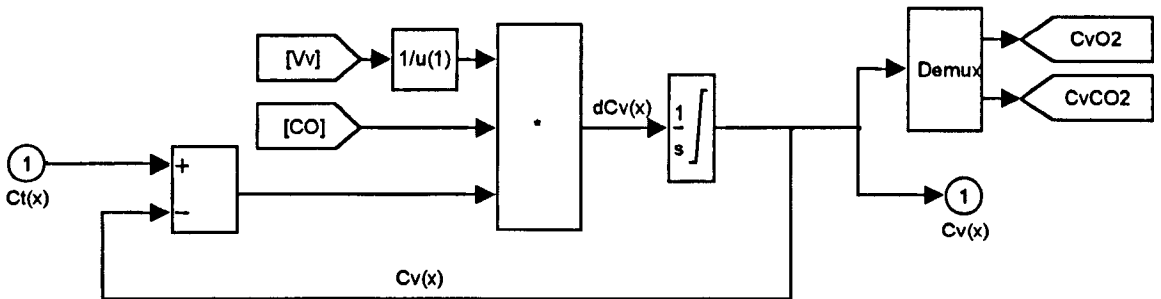 [Vv]
1/u(1)
CvO2
Demux
CvCO2
[CO]
*
dCv(x)
1
s
1
Ct(x)
+
−
1
Cv(x)
Cv(x)